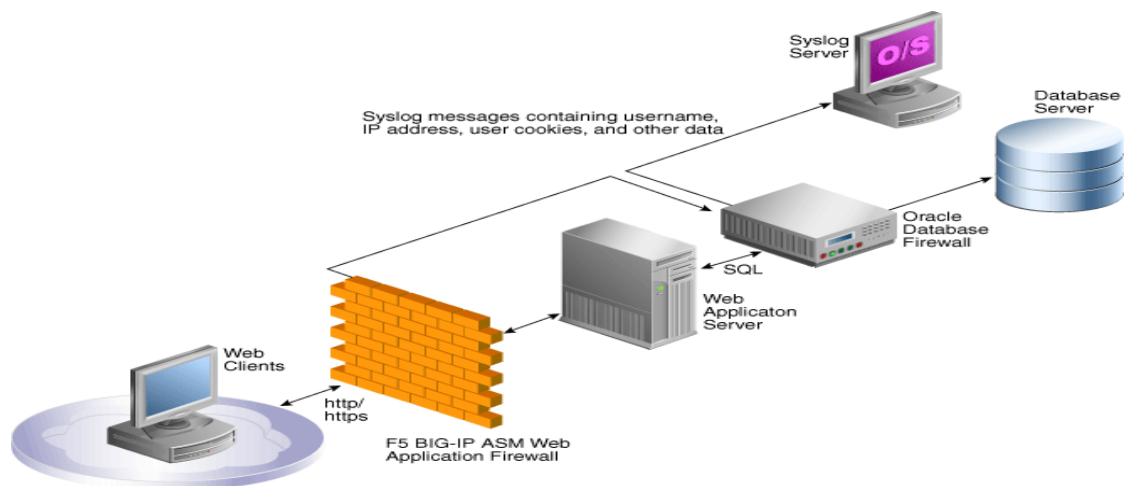 Syslog
Server
O/S
Database
Server
Syslog messages containing username,
IP address, user cookies, and other data
Oracle
Database
Firewall
SQL
Web
Applicaton
Server
Web
Clients
http/
https
F5 BIG-IP ASM Web
Application Firewall